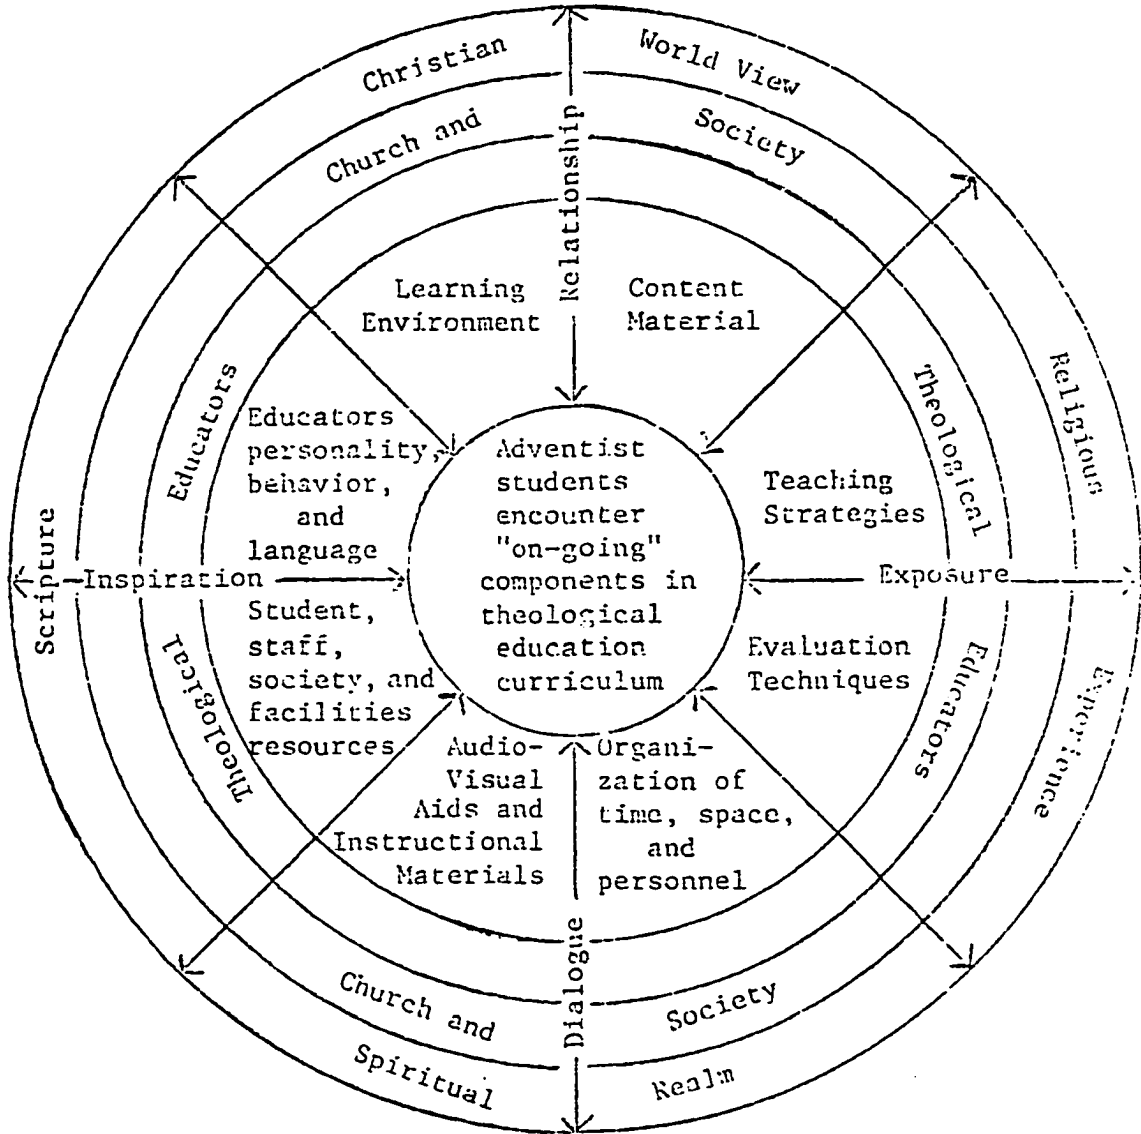 Christian
World View
Church and
Society
Relationship
Learning
Environment
Content
Material
Educators
Theological
Religious
Educators
personality,
behavior,
and
language
Adventist
students
encounter
"on-going"
components in
theological
education
curriculum
Teaching
Strategies
Scripture
Inspiration
Exposure
Student,
staff,
society, and
facilities
resources
Evaluation
Techniques
Theological
Educators
Experience
Audio-
Visual
Aids and
Instructional
Materials
Organi-
zation of
time, space,
and
personnel
Dialogue
Church and
Society
Spiritual
Realm